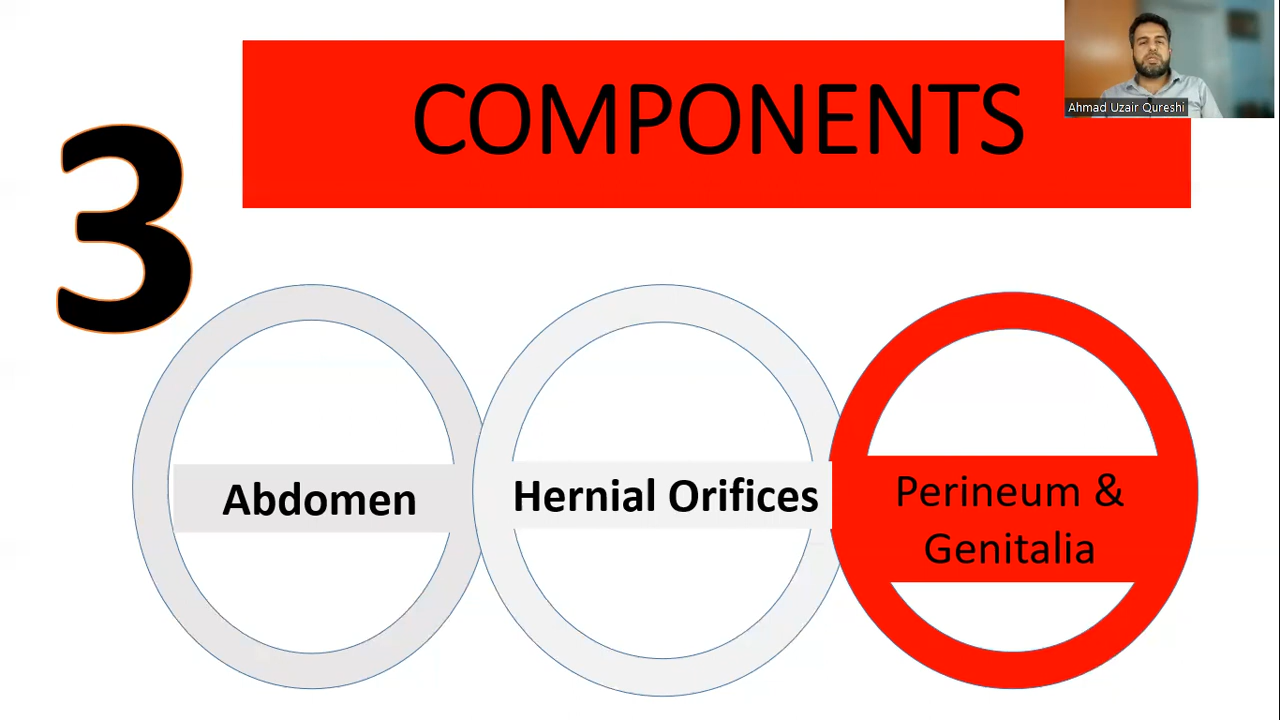 COMPONENTS
Ahmad Uzair Qureshi
3
Abdomen
Hernial Orifices
Perineum &
Genitalia